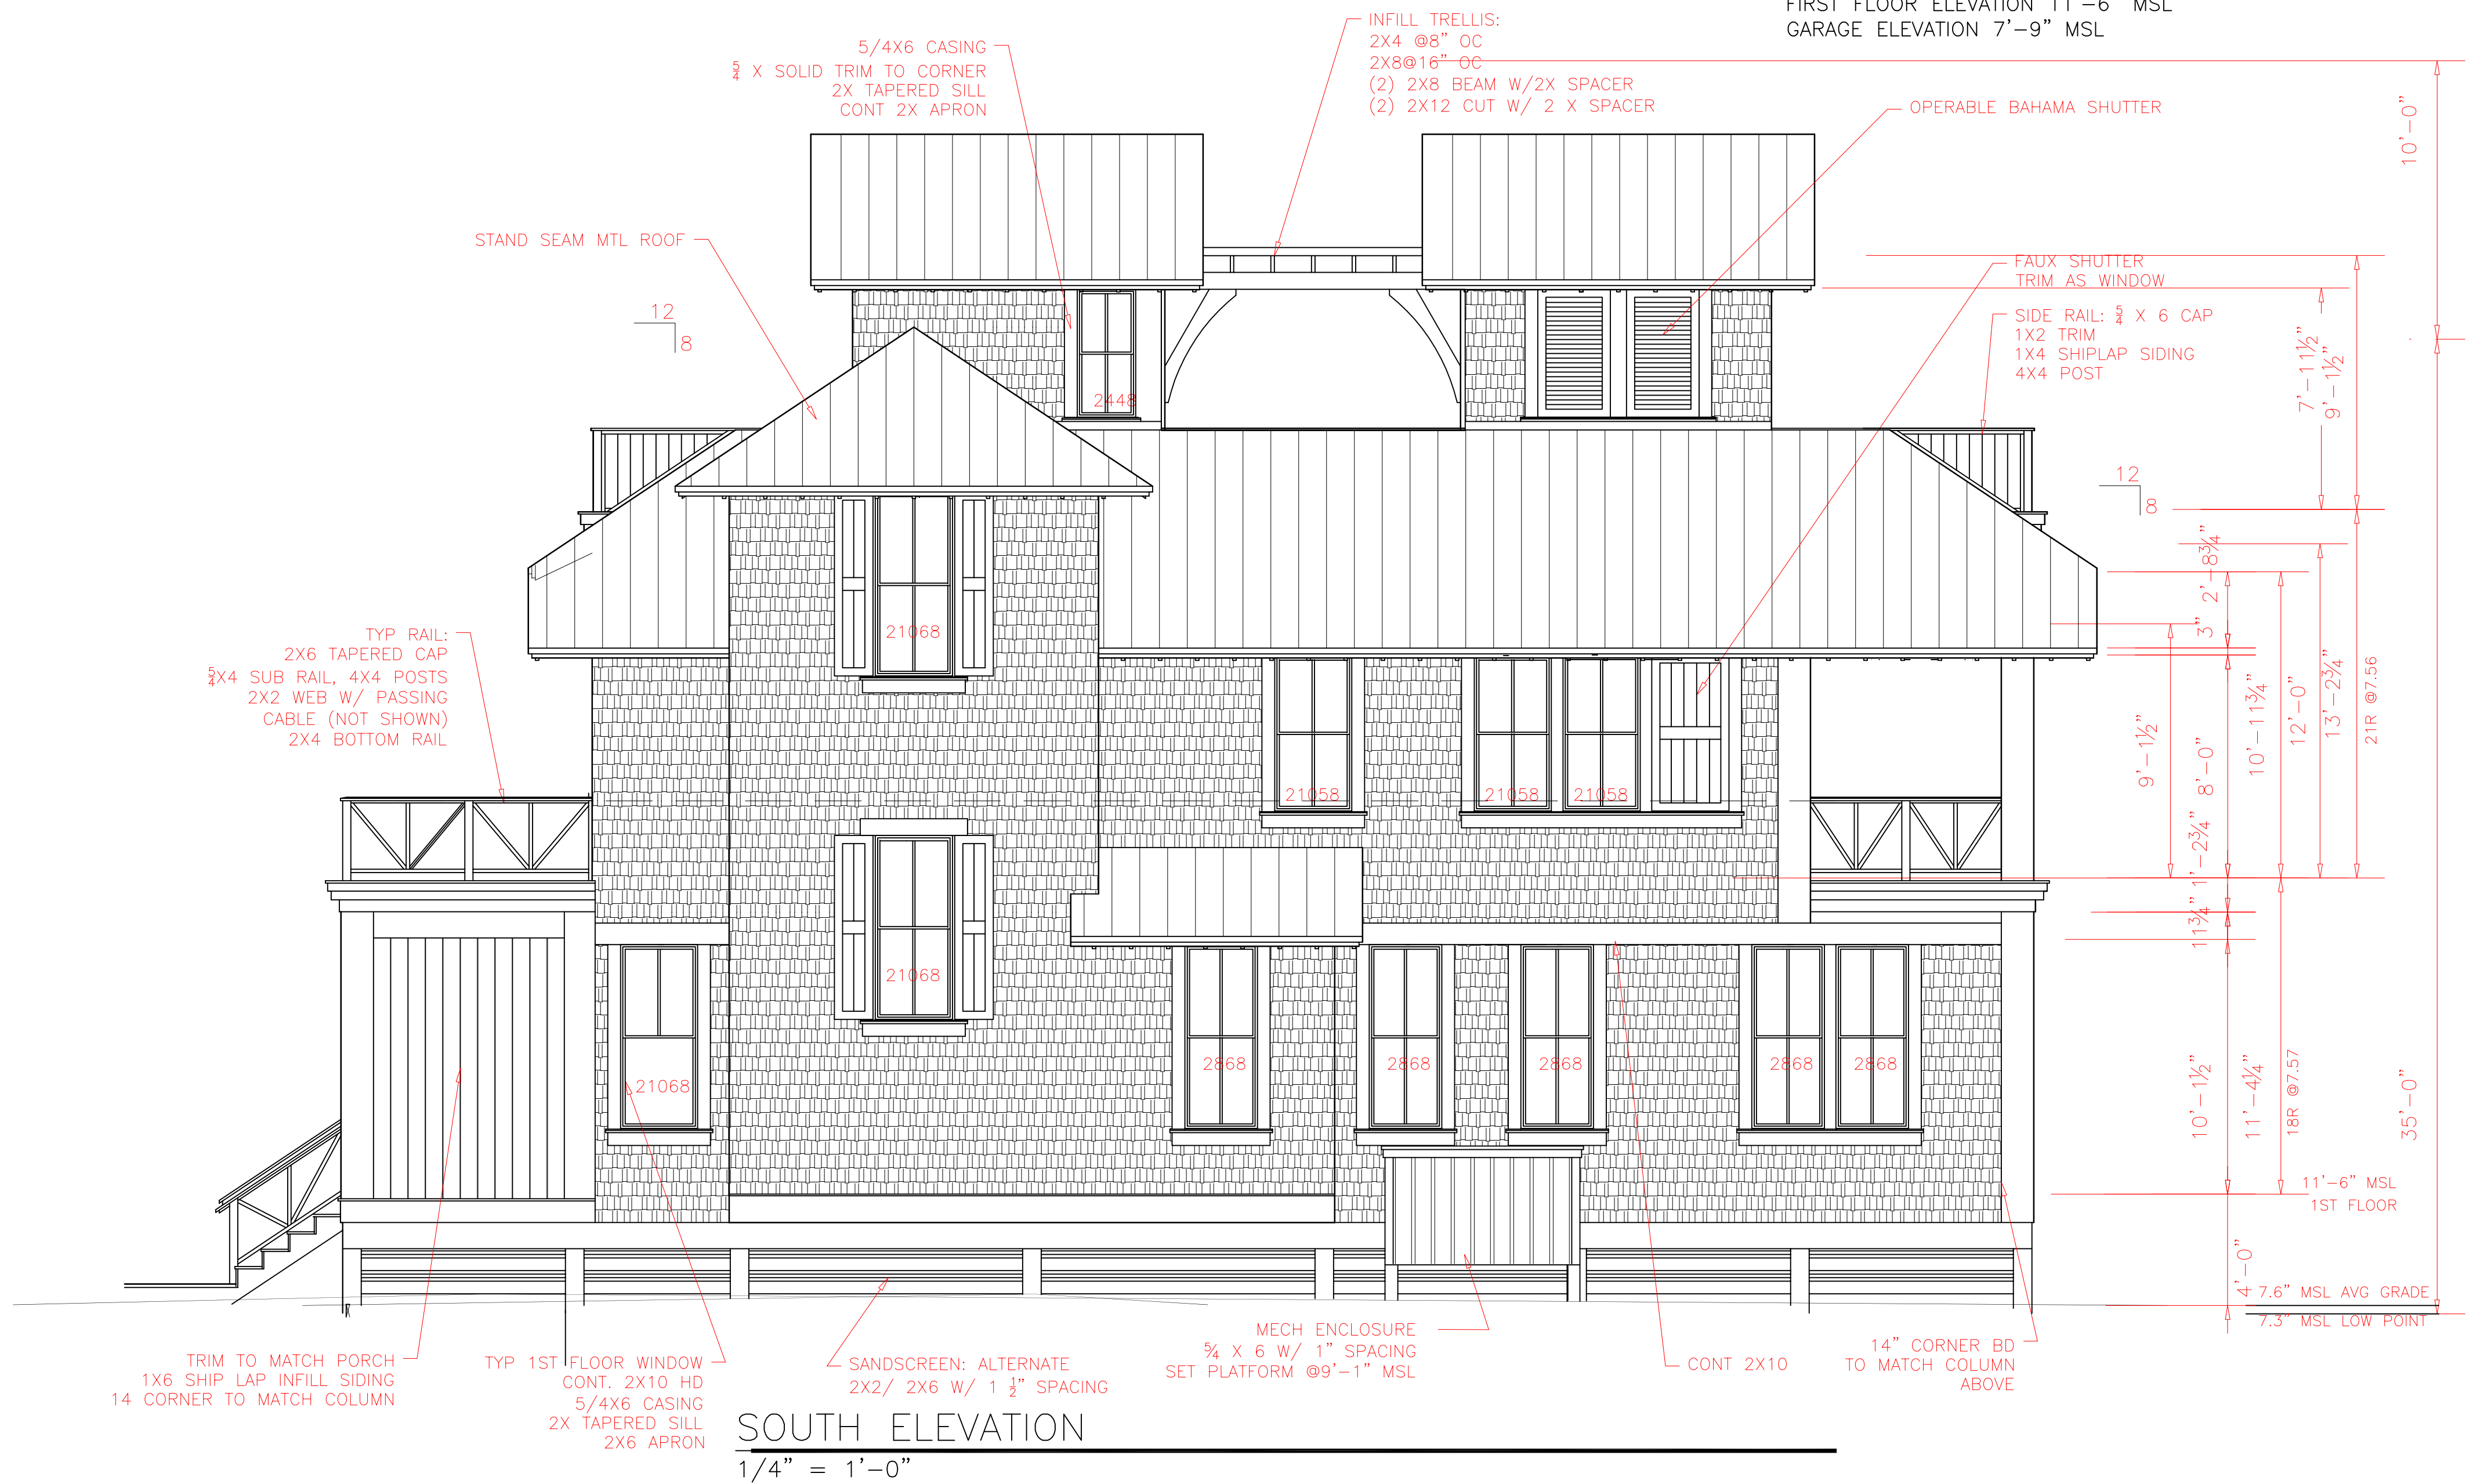 FIRST FLOOR ELEVATION 11'-6" MSL
GARAGE ELEVATION 7'-9" MSL
INFILL TRELLIS:
2X4 @8" OC
2X8@16" OC
(2) 2X8 BEAM W/2X SPACER
(2) 2X12 CUT W/ 2 X SPACER
5/4X6 CASING
5/4 X SOLID TRIM TO CORNER
2X TAPERED SILL
CONT 2X APRON
OPERABLE BAHAMA SHUTTER
10'-0"
STAND SEAM MTL ROOF
FAUX SHUTTER
TRIM AS WINDOW
SIDE RAIL: 5/4 X 6 CAP
1X2 TRIM
1X4 SHIPLAP SIDING
4X4 POST
12
8
2448
7'-11½"
9'-1½"
12
8
2'-8¾"
3"
21068
TYP RAIL:
2X6 TAPERED CAP
5/4X4 SUB RAIL, 4X4 POSTS
2X2 WEB W/ PASSING
CABLE (NOT SHOWN)
2X4 BOTTOM RAIL
9'-1½"
8'-0"
10'-11¾"
12'-0"
13'-2¾"
21R @7.56
21058
21058
21058
1'-2¾"
11¾"
21068
2868
2868
2868
2868
2868
21068
10'-1½"
11'-4¼"
18R @7.57
35'-0"
11'-6" MSL
1ST FLOOR
4'-0"
7.6" MSL AVG GRADE
7.3" MSL LOW POINT
TRIM TO MATCH PORCH
1X6 SHIP LAP INFILL SIDING
14 CORNER TO MATCH COLUMN
TYP 1ST FLOOR WINDOW
CONT. 2X10 HD
5/4X6 CASING
2X TAPERED SILL
2X6 APRON
SANDSCREEN: ALTERNATE
2X2/ 2X6 W/ 1 ½" SPACING
MECH ENCLOSURE
5/4 X 6 W/ 1" SPACING
SET PLATFORM @9'-1" MSL
CONT 2X10
14" CORNER BD
TO MATCH COLUMN
ABOVE
SOUTH ELEVATION
1/4" = 1'-0"